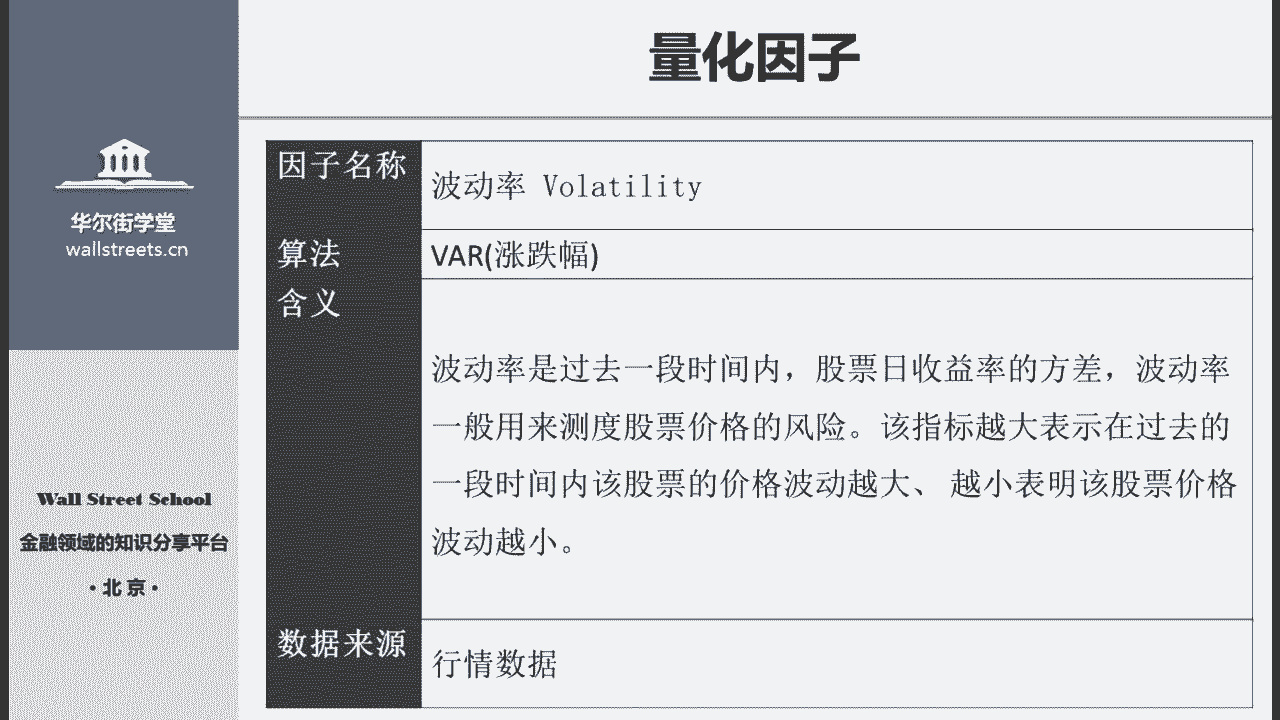 量化因子
华尔街学堂
wallstreets.cn
Wall Street School
金融领域的知识分享平台
·北京·
因子名称
波动率 Volatility
算法
VAR(涨跌幅)
含义
波动率是过去一段时间内，股票日收益率的方差，波动率
一般用来测度股票价格的风险。该指标越大表示在过去的
一段时间内该股票的价格波动越大、 越小表明该股票价格
波动越小。
数据来源
行情数据